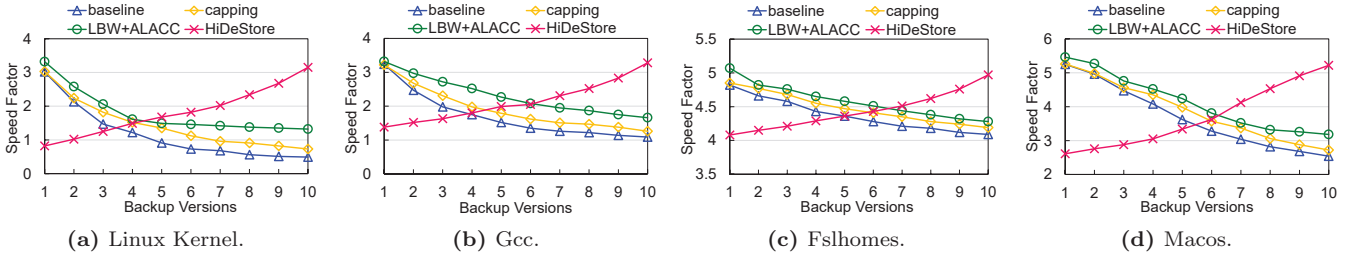 baseline capping
LBW+ALACC HiDeStore
Speed Factor
4
3
2
1
0
1 2 3 4 5 6 7 8 9 10
Backup Versions
(a) Linux Kernel.
baseline capping
LBW+ALACC HiDeStore
Speed Factor
4
3
2
1
0
1 2 3 4 5 6 7 8 9 10
Backup Versions
(b) Gcc.
baseline capping
LBW+ALACC HiDeStore
Speed Factor
5.5
5
4.5
4
3.5
1 2 3 4 5 6 7 8 9 10
Backup Versions
(c) Fslhomes.
baseline capping
LBW+ALACC HiDeStore
Speed Factor
6
5
4
3
2
1 2 3 4 5 6 7 8 9 10
Backup Versions
(d) Macos.